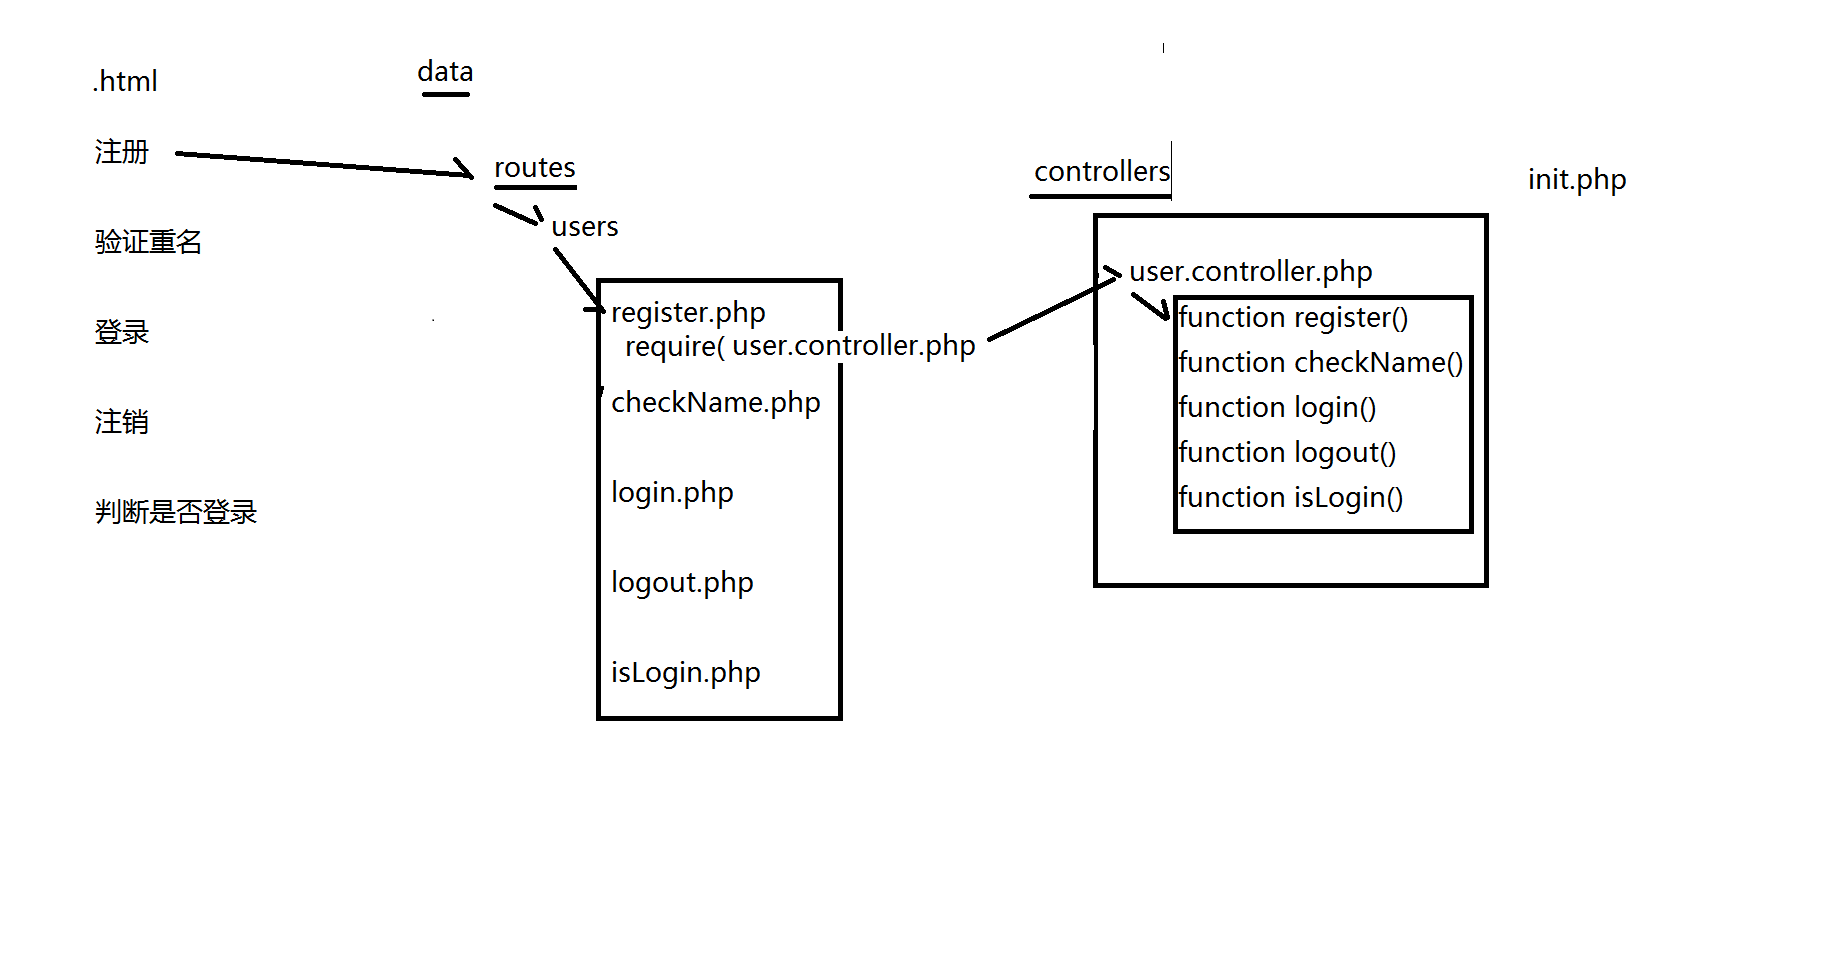 .html
data
注册
routes
controllers
init.php
users
验证重名
user.controller.php
register.php
require( user.controller.php
function register()
登录
function checkName()
checkName.php
function login()
注销
function logout()
login.php
function isLogin()
判断是否登录
logout.php
isLogin.php